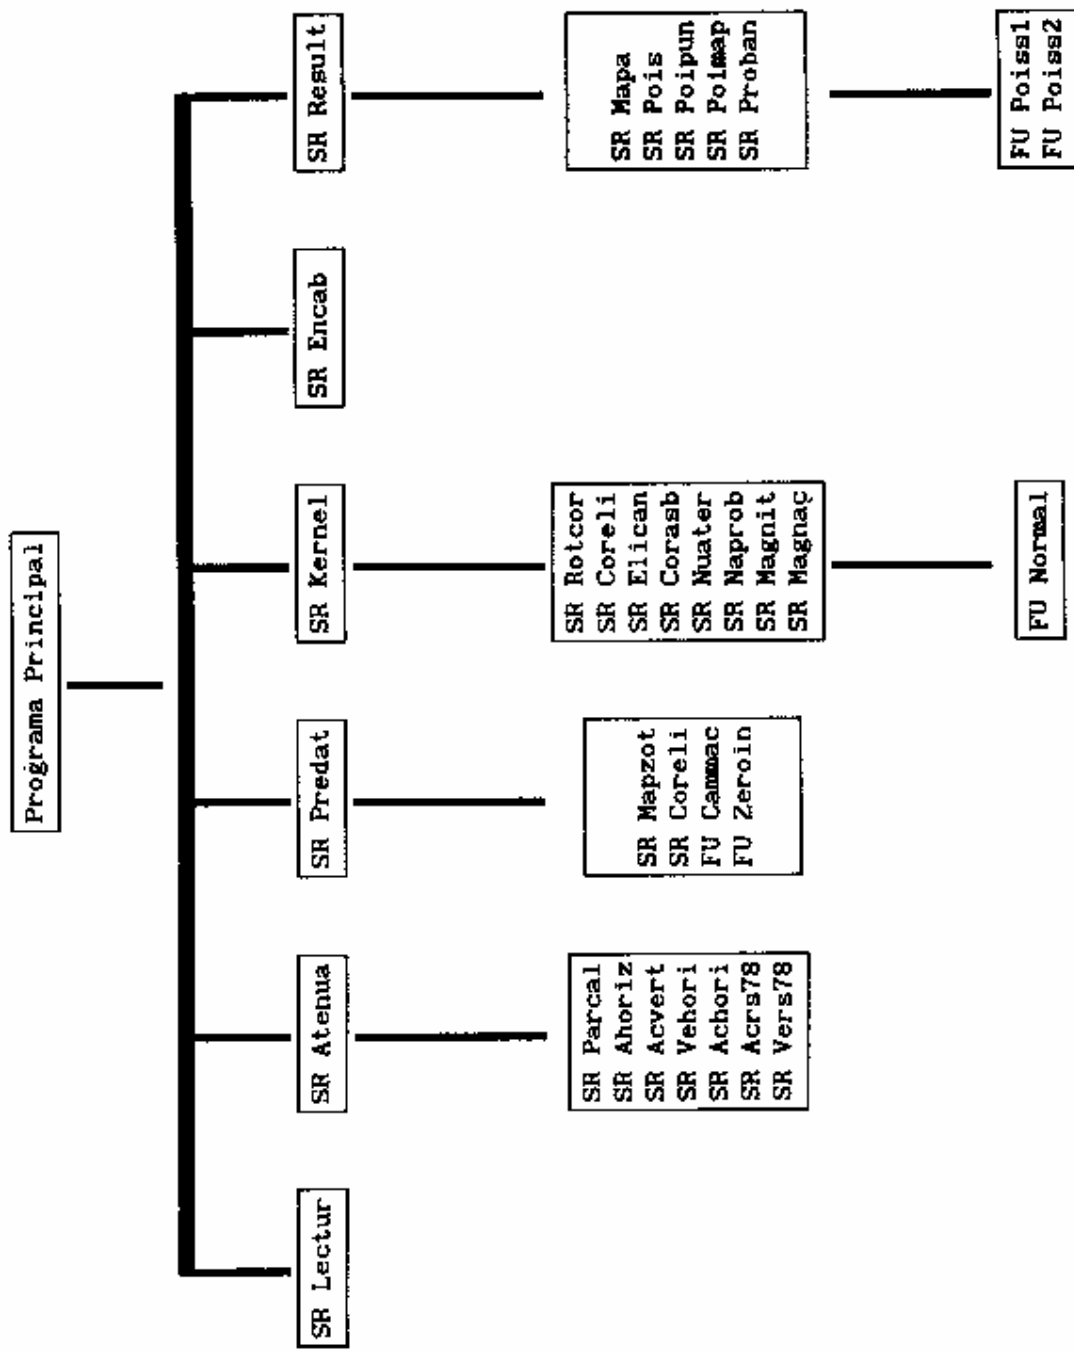 Programa Principal
SR Lectur
SR Atenua
SR Predat
SR Kernel
SR Encab
SR Result
SR Parcal
SR Ahoriz
SR Acvert
SR Vehori
SR Achori
SR Acrs78
SR Vers78
SR Mapzot
SR Coreli
FU Cammac
FU Zeroin
SR Rotcor
SR Coreli
SR Elican
SR Corasb
SR Nuater
SR Naprob
SR Magnit
SR Magnaç
SR Mapa
SR Pois
SR Poipun
SR Poimap
SR Proban
FU Normal
FU Poiss1
FU Poiss2